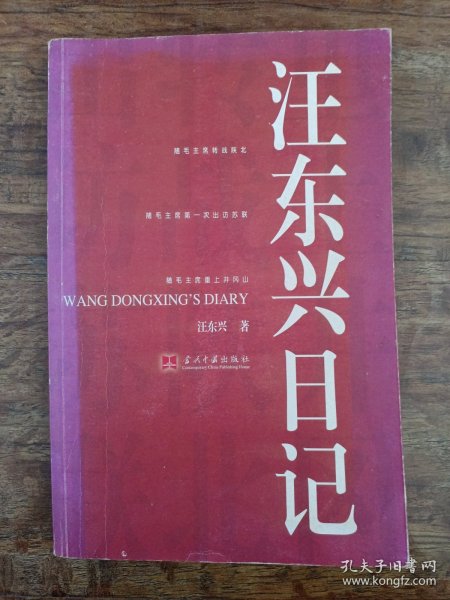 汪东兴日记
随毛主席转战陕北
随毛主席第一次出访苏联
随毛主席重上井冈山
WANG DONGXING'S DIARY
汪东兴 著
当代中国出版社
Contemporary China Publishing House
孔夫子旧书网
www.kongfz.com